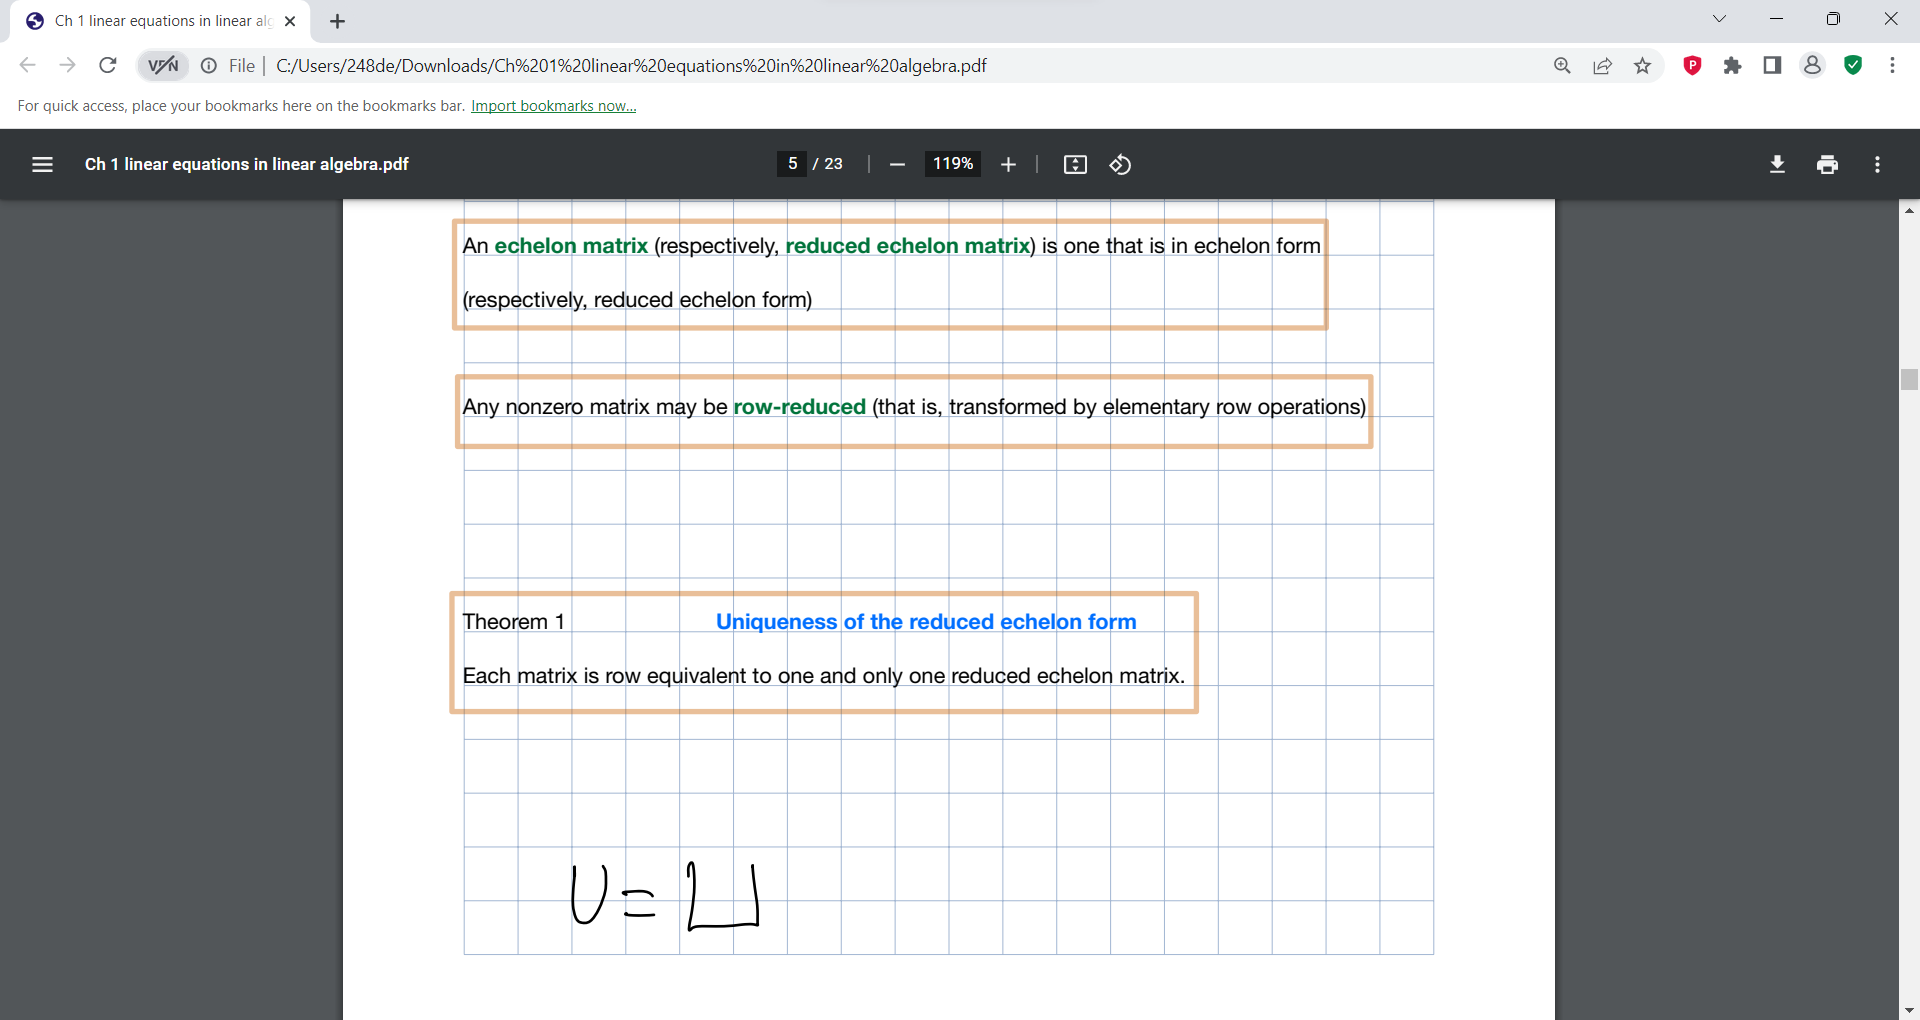 Ch 1 linear equations in linear alg
VPN File C:/Users/248de/Downloads/Ch%201%20linear%20equations%20in%20linear%20algebra.pdf
For quick access, place your bookmarks here on the bookmarks bar. Import bookmarks now...
Ch 1 linear equations in linear algebra.pdf 5 / 23 119%
An echelon matrix (respectively, reduced echelon matrix) is one that is in echelon form
(respectively, reduced echelon form)
Any nonzero matrix may be row-reduced (that is, transformed by elementary row operations)
Theorem 1 Uniqueness of the reduced echelon form
Each matrix is row equivalent to one and only one reduced echelon matrix.
U =